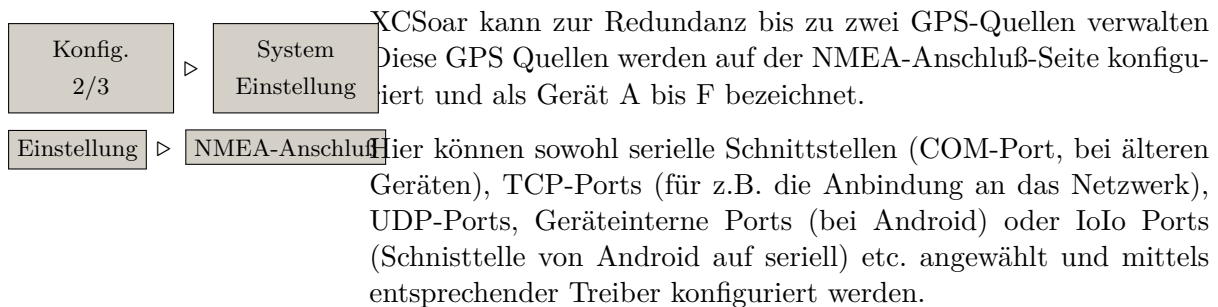 Konfig.
2/3
▷
System
Einstellung
Einstellung ▷ NMEA-Anschluß
XCSoar kann zur Redundanz bis zu zwei GPS-Quellen verwalten
Diese GPS Quellen werden auf der NMEA-Anschluß-Seite konfigu-
riert und als Gerät A bis F bezeichnet.
Hier können sowohl serielle Schnittstellen (COM-Port, bei älteren
Geräten), TCP-Ports (für z.B. die Anbindung an das Netzwerk),
UDP-Ports, Geräteinterne Ports (bei Android) oder IoIo Ports
(Schnisttelle von Android auf seriell) etc. angewählt und mittels
entsprechender Treiber konfiguriert werden.